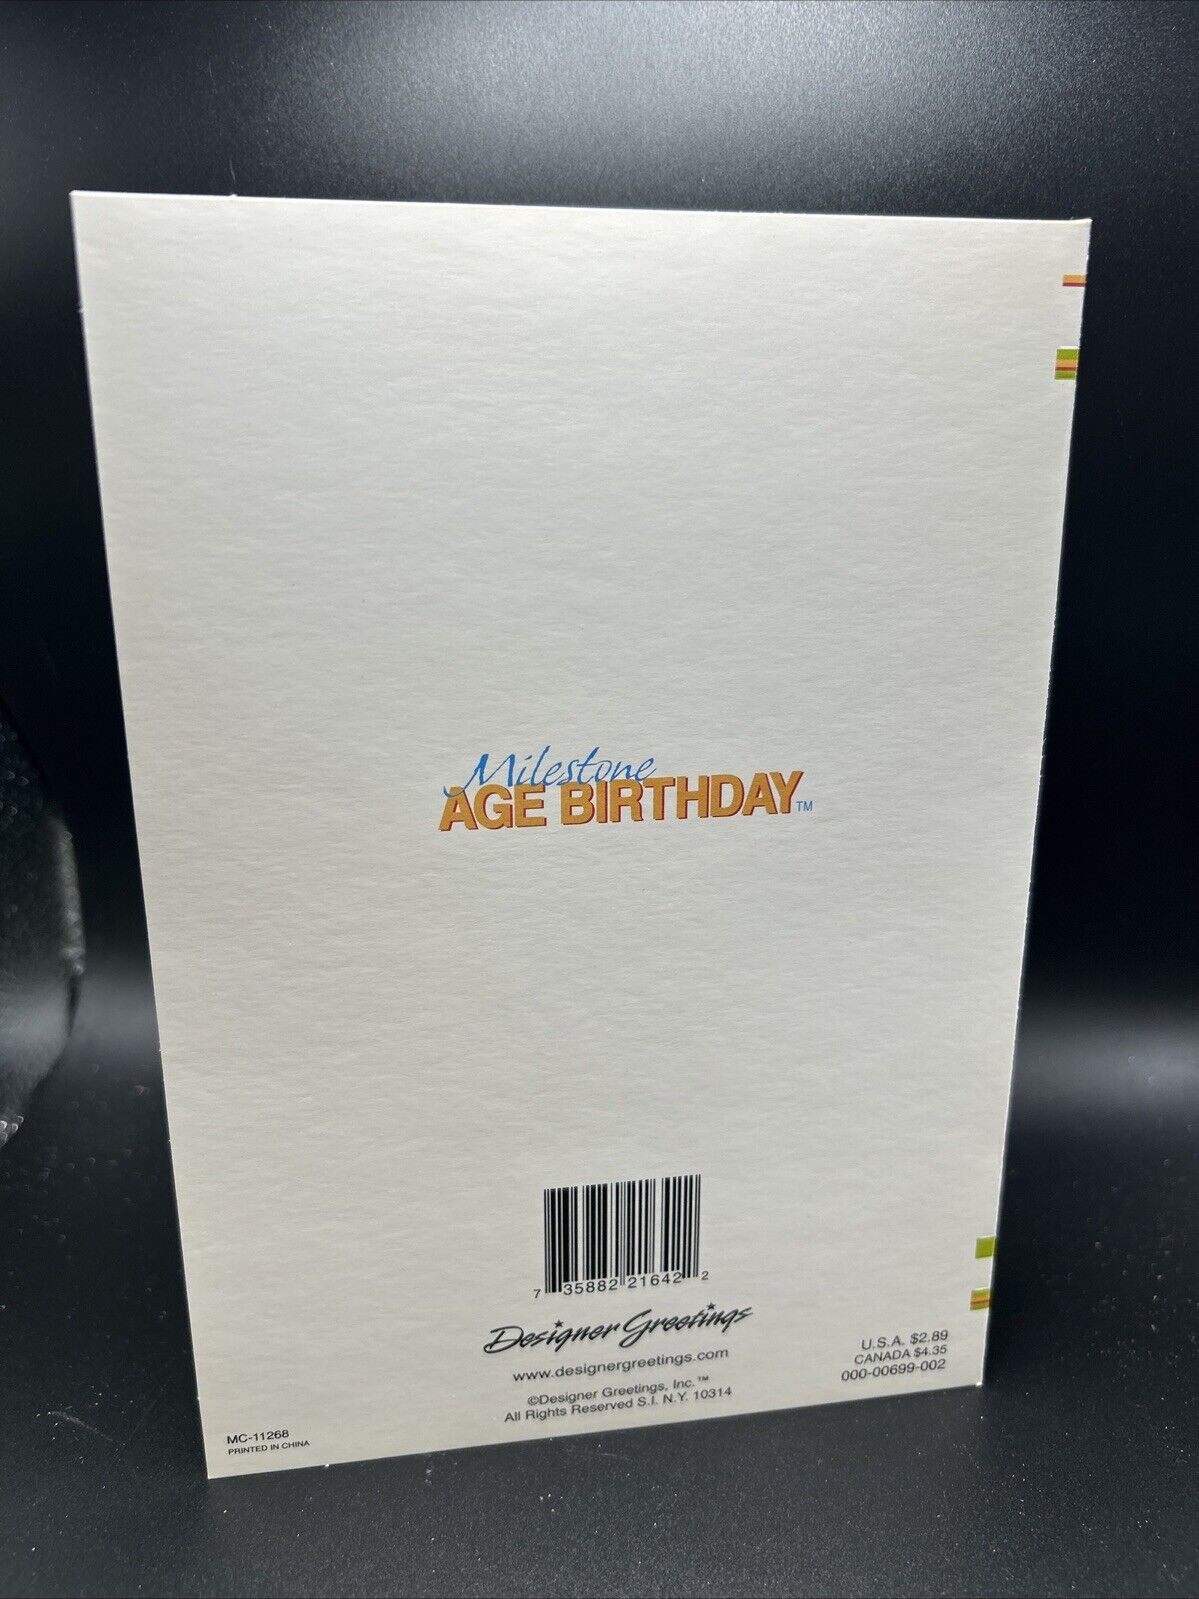 Milestone
AGE BIRTHDAY™
7 35882 21642 2
Designer Greetings
www.designergreetings.com
©Designer Greetings, Inc.™
All Rights Reserved S.I. N.Y. 10314
U.S.A. $2.89
CANADA $4.35
000-00699-002
MC-11268
PRINTED IN CHINA